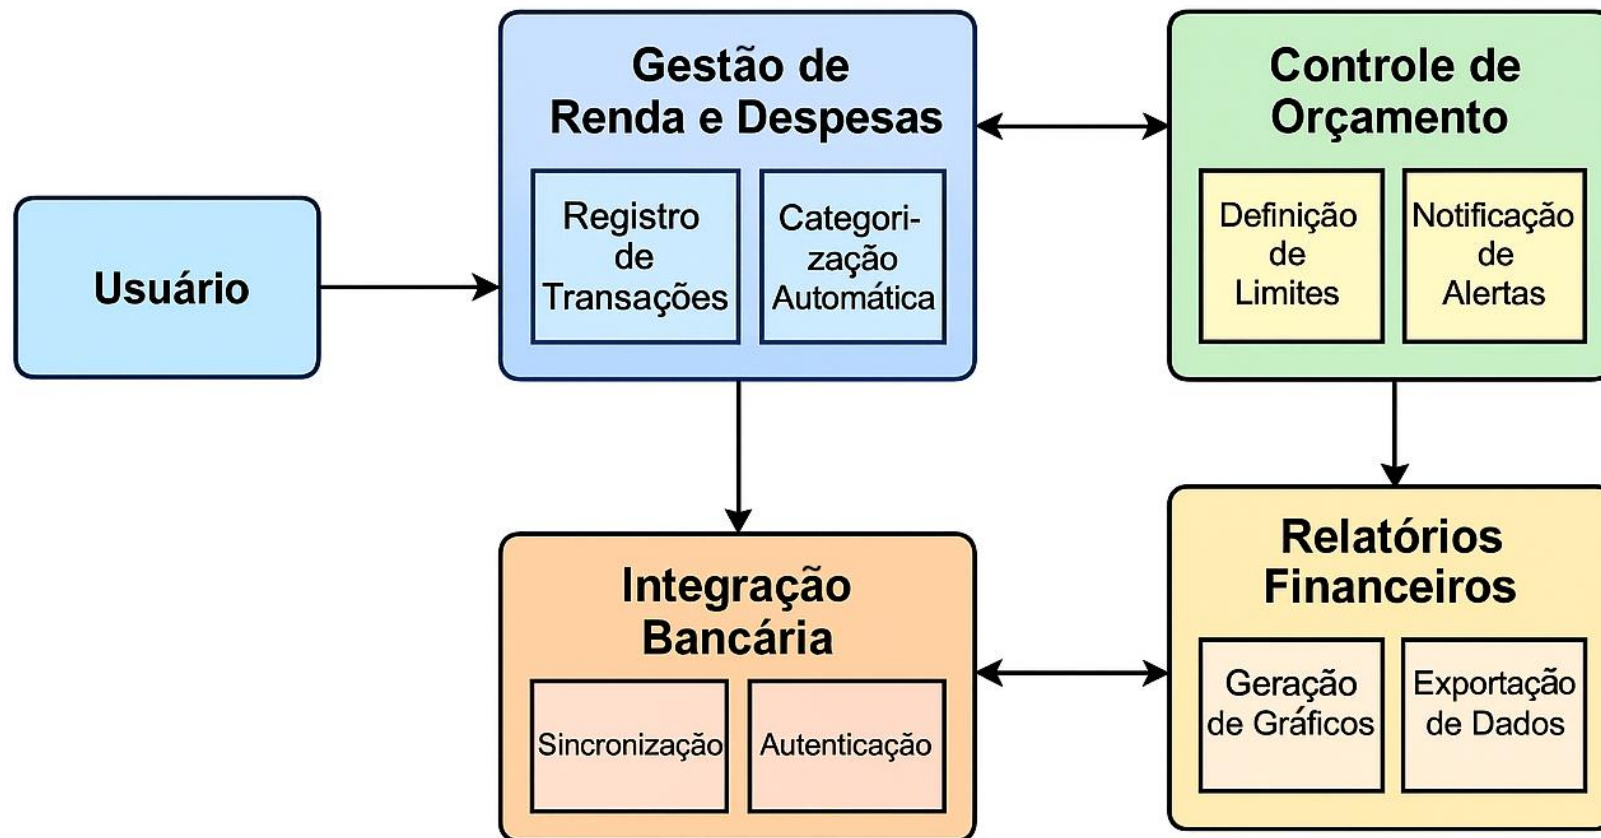 Usuário
Gestão de
Renda e Despesas
Registro
de
Transações
Categori-
zação
Automática
Controle de
Orçamento
Definição
de
Limites
Notificação
de
Alertas
Integração
Bancária
Sincronização
Autenticação
Relatórios
Financeiros
Geração
de Gráficos
Exportação
de Dados